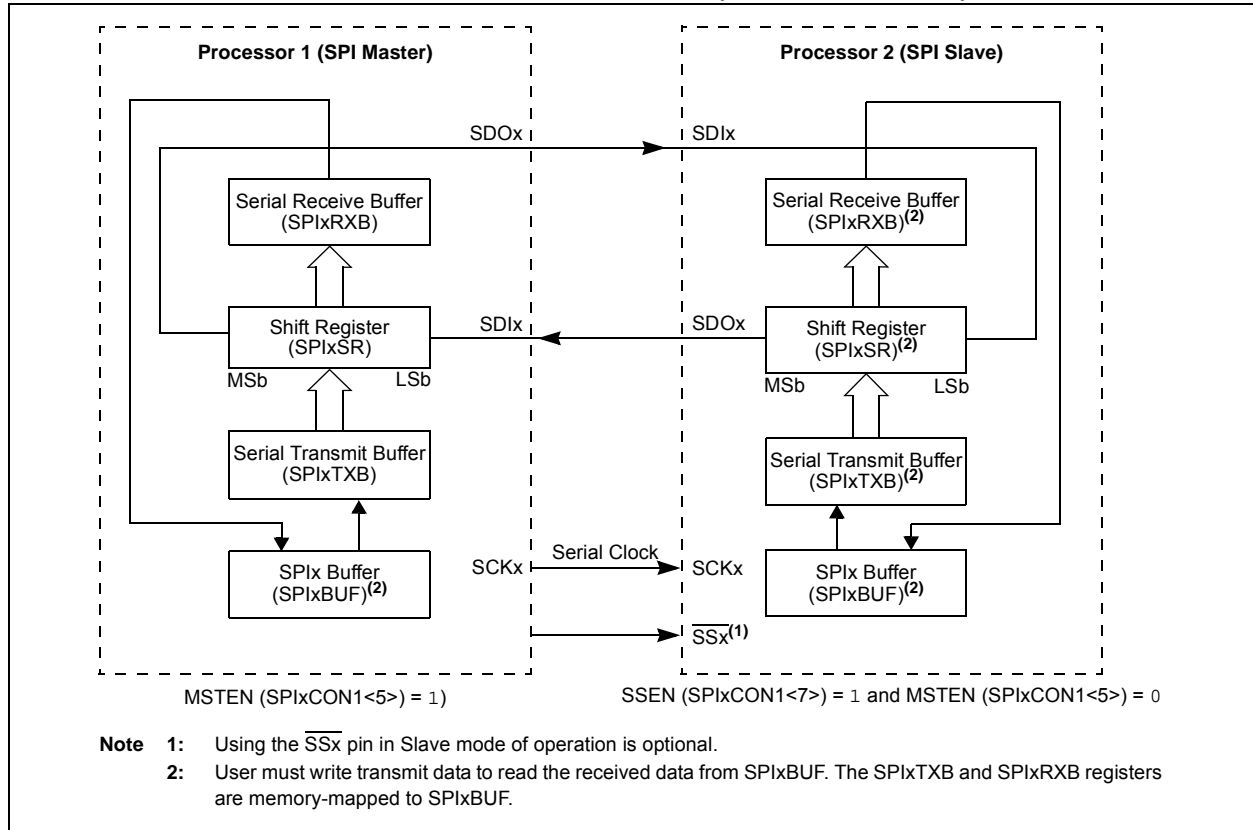 Processor 1 (SPI Master)
Processor 2 (SPI Slave)
SDOx
SDIx
Serial Receive Buffer
(SPIxRXB)
Serial Receive Buffer
(SPIxRXB)(2)
Shift Register
(SPIxSR)
MSb
LSb
SDIx
SDOx
Shift Register
(SPIxSR)(2)
MSb
LSb
Serial Transmit Buffer
(SPIxTXB)
Serial Transmit Buffer
(SPIxTXB)(2)
SPIx Buffer
(SPIxBUF)(2)
SCKx
Serial Clock
SCKx
SPIx Buffer
(SPIxBUF)(2)
SSx(1)
MSTEN (SPIxCON1<5>) = 1)
SSEN (SPIxCON1<7>) = 1 and MSTEN (SPIxCON1<5>) = 0
Note 1: Using the SSx pin in Slave mode of operation is optional.
2: User must write transmit data to read the received data from SPIxBUF. The SPIxTXB and SPIxRXB registers
are memory-mapped to SPIxBUF.